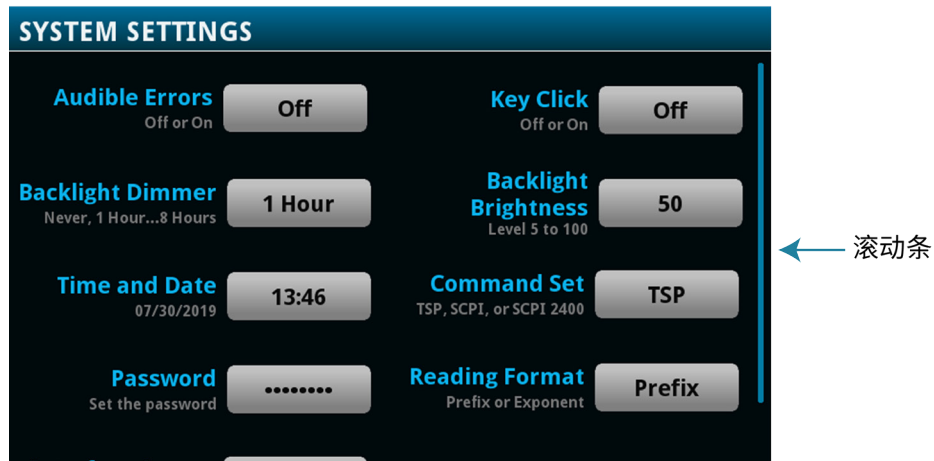 SYSTEM SETTINGS
Audible Errors
Off or On
Off
Key Click
Off or On
Off
Backlight Dimmer
Never, 1 Hour...8 Hours
1 Hour
Backlight
Brightness
Level 5 to 100
50
滚动条
Time and Date
07/30/2019
13:46
Command Set
TSP, SCPI, or SCPI 2400
TSP
Password
Set the password
••••••••
Reading Format
Prefix or Exponent
Prefix